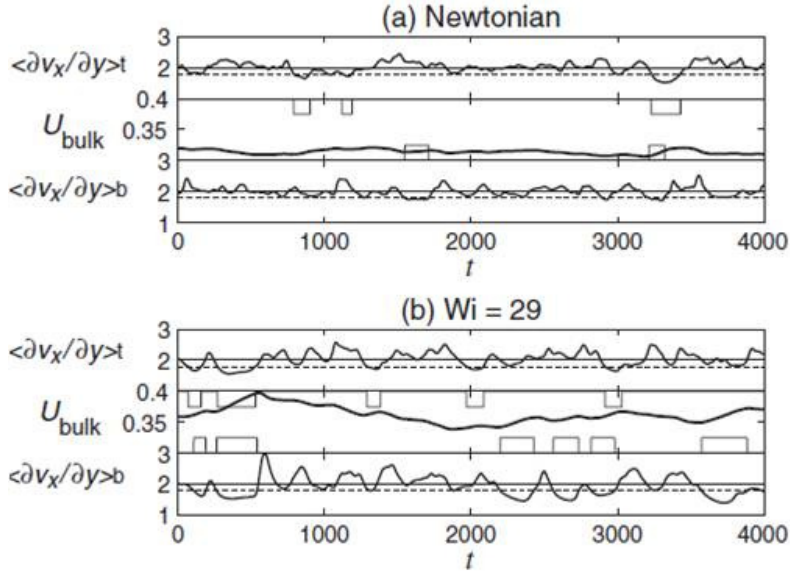 (a) Newtonian
3
<∂vx/∂y>t 2
0.4
Ubulk 0.35
3
<∂vx/∂y>b 2
1
0 1000 2000 3000 4000
t
(b) Wi = 29
3
<∂vx/∂y>t 2
0.4
Ubulk 0.35
3
<∂vx/∂y>b 2
1
0 1000 2000 3000 4000
t